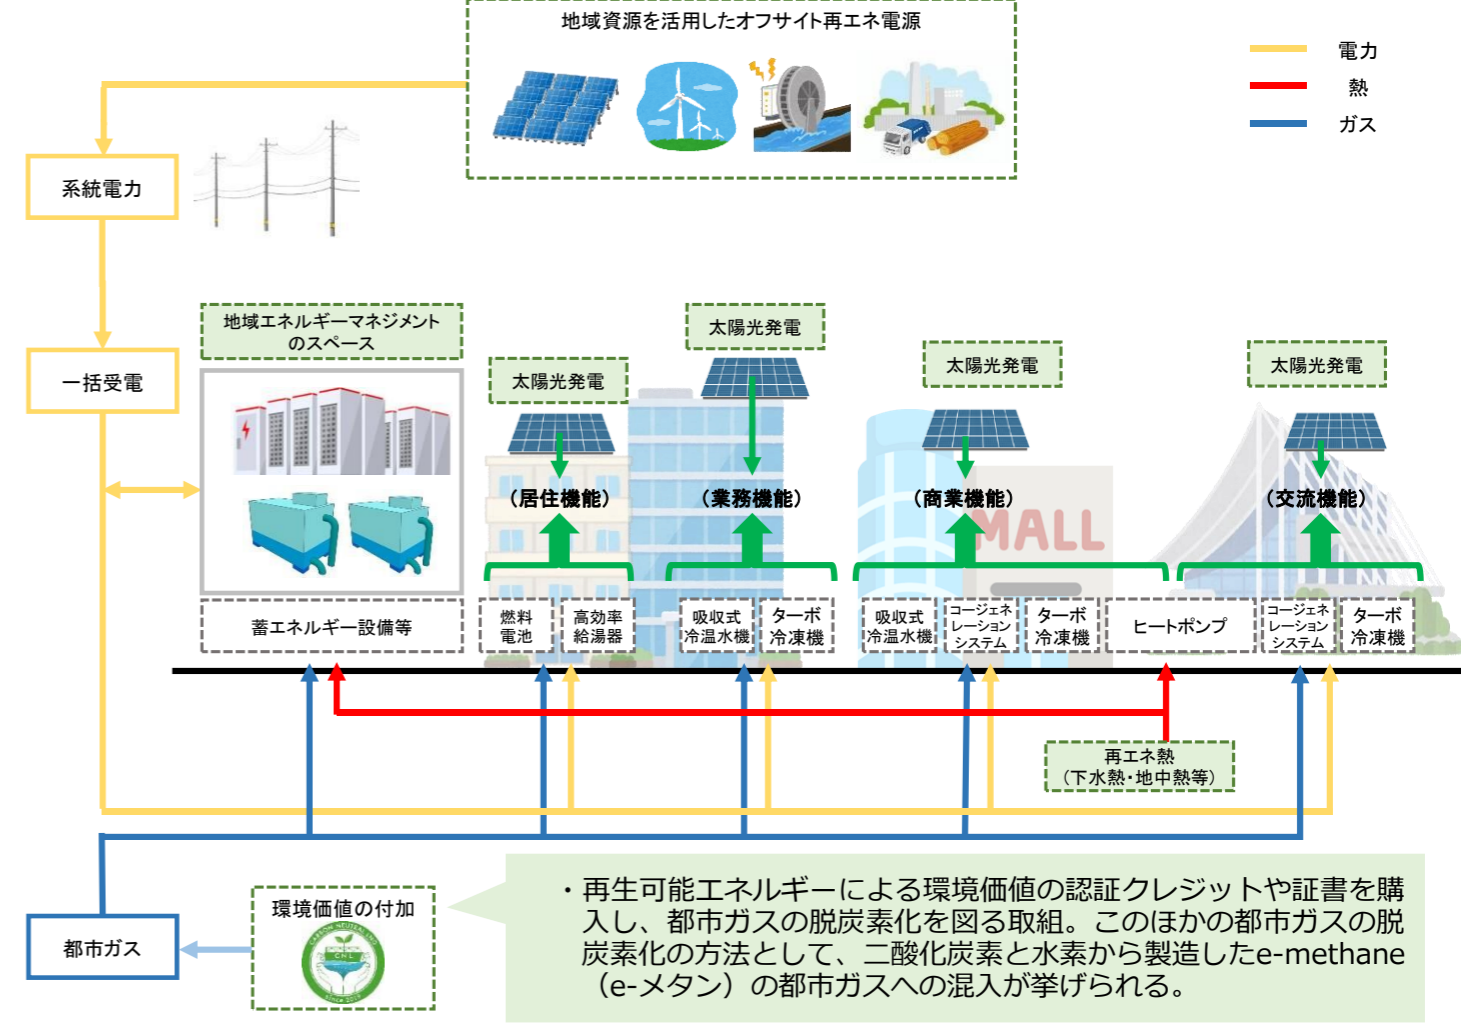 地域資源を活用したオフサイト再エネ電源
電力
熱
ガス
系統電力
一括受電
地域エネルギーマネジメント
のスペース
太陽光発電
太陽光発電
太陽光発電
太陽光発電
（居住機能）
（業務機能）
（商業機能）
（交流機能）
MALL
蓄エネルギー設備等
燃料
電池
高効率
給湯器
吸収式
冷温水機
ターボ
冷凍機
吸収式
冷温水機
コージェネ
レーション
システム
ターボ
冷凍機
ヒートポンプ
コージェネ
レーション
システム
ターボ
冷凍機
再エネ熱
（下水熱・地中熱等）
都市ガス
環境価値の付加
CARBON NEUTRAL LNG
CNL
SINCE 2019
・再生可能エネルギーによる環境価値の認証クレジットや証書を購
入し、都市ガスの脱炭素化を図る取組。このほかの都市ガスの脱
炭素化の方法として、二酸化炭素と水素から製造したe-methane
（e-メタン）の都市ガスへの混入が挙げられる。